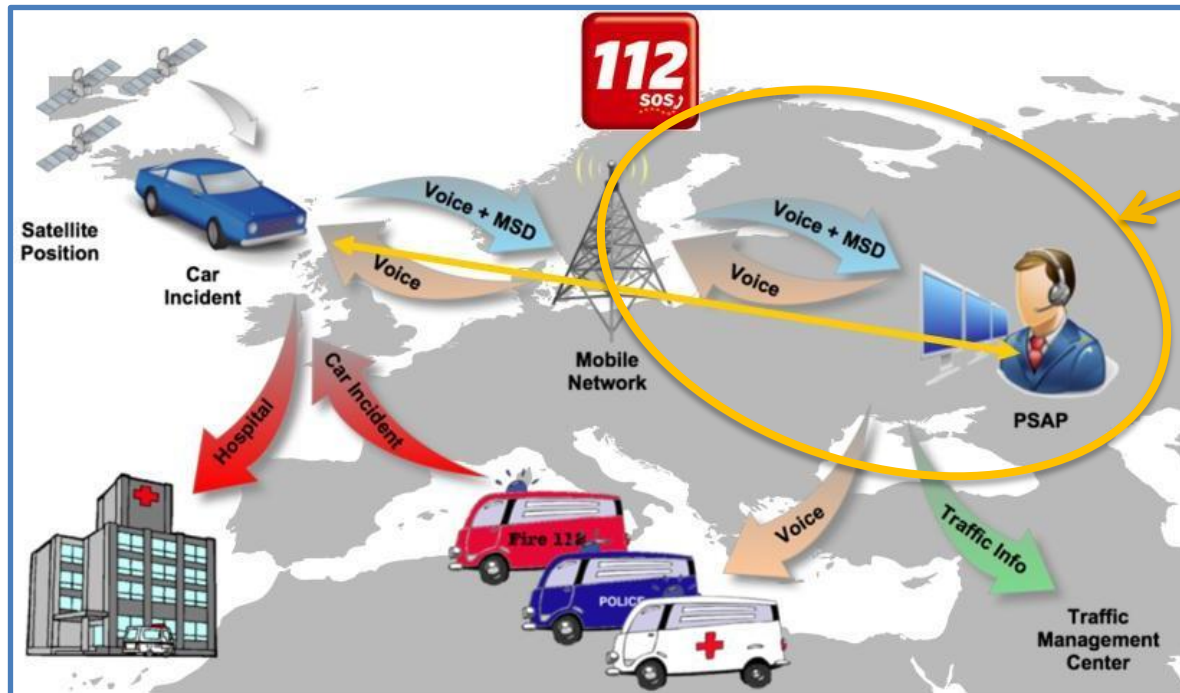 112
SOS
Satellite
Position
Car
Incident
Voice + MSD
Voice
Mobile
Network
Voice + MSD
Voice
PSAP
Hospital
Car Incident
Fire 112
POLICE
Voice
Traffic Info
Traffic
Management
Center